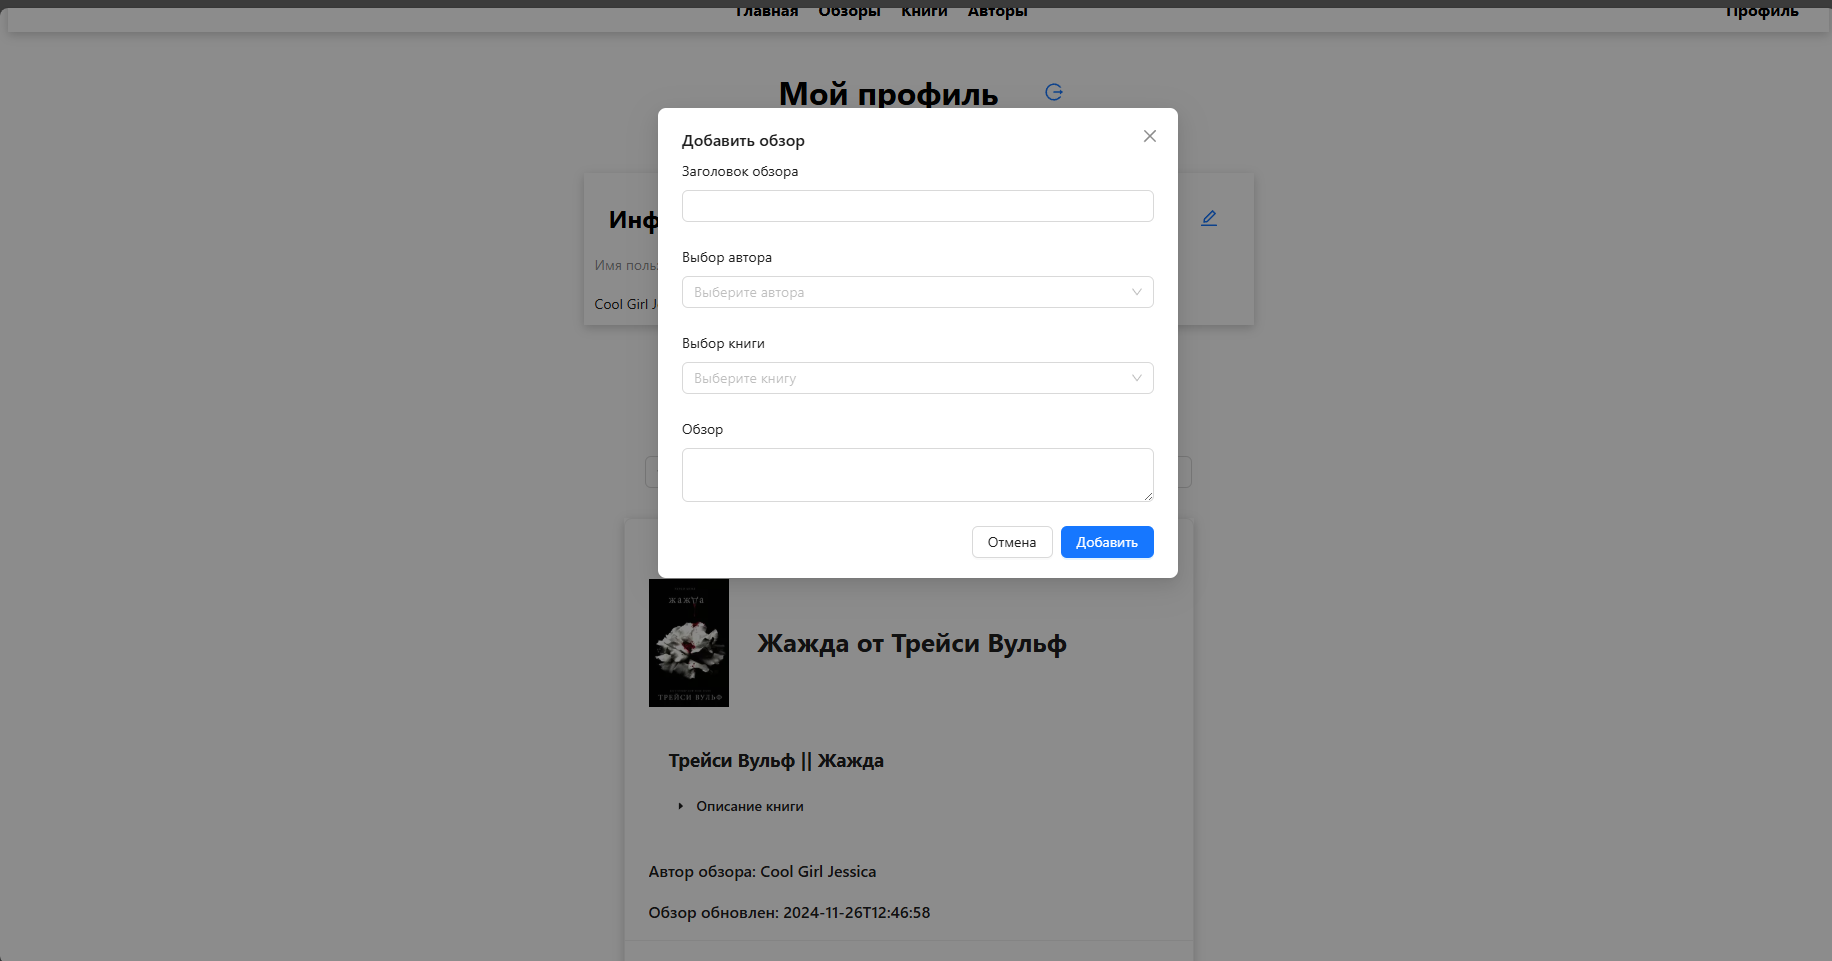 Главная Обзоры Книги Авторы Профиль
Мой профиль
Добавить обзор
Заголовок обзора
Инф
Выбор автора
Имя поль
Выберите автора
Cool Girl J
Выбор книги
Выберите книгу
Обзор
Отмена Добавить
жажда
ТРЕЙСИ ВУЛЬФ
Жажда от Трейси Вульф
Трейси Вульф || Жажда
Описание книги
Автор обзора: Cool Girl Jessica
Обзор обновлен: 2024-11-26T12:46:58